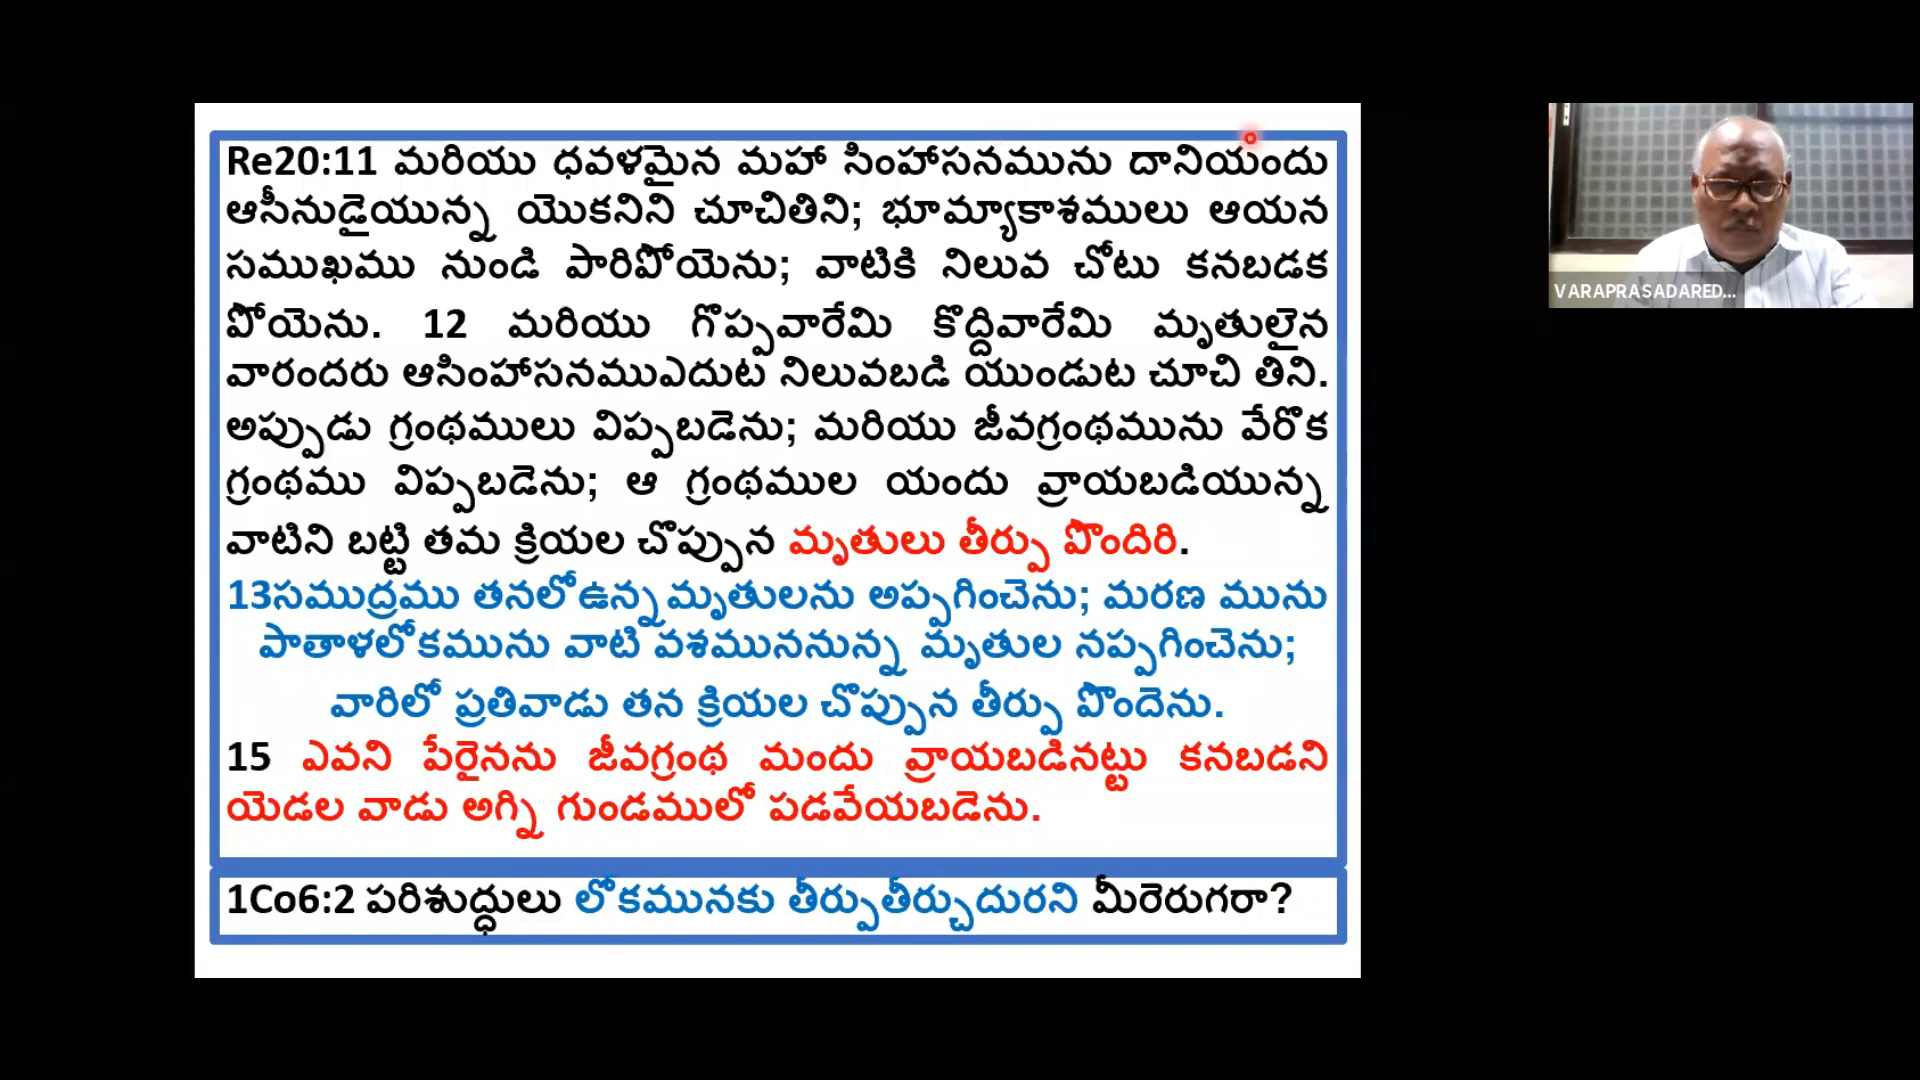 Re20:11 మరియు ధవళమైన మహా సింహాసనమును దానియందు
ఆసీనుడైయున్న యొకనిని చూచితిని; భూమ్యాకాశములు ఆయన
సముఖము నుండి పారిపోయెను; వాటికి నిలువ చోటు కనబడక
పోయెను. 12 మరియు గొప్పవారేమి కొద్దివారేమి మృతులైన
వారందరు ఆసింహాసనముఎదుట నిలువబడి యుండుట చూచి తిని.
అప్పుడు గ్రంథములు విప్పబడెను; మరియు జీవగ్రంథమును వేరొక
గ్రంథము విప్పబడెను; ఆ గ్రంథముల యందు వ్రాయబడియున్న
వాటిని బట్టి తమ క్రియల చొప్పున మృతులు తీర్పు పొందిరి.
13సముద్రము తనలోఉన్నమృతులను అప్పగించెను; మరణ మును
పాతాళలోకమును వాటి వశముననున్న మృతుల నప్పగించెను;
వారిలో ప్రతివాడు తన క్రియల చొప్పున తీర్పు పొందెను.
15 ఎవని పేరైనను జీవగ్రంథ మందు వ్రాయబడినట్టు కనబడని
యెడల వాడు అగ్ని గుండములో పడవేయబడెను.
1Co6:2 పరిశుద్ధులు లోకమునకు తీర్పుతీర్చుదురని మీరెరుగరా?
VARAPRASADARED...